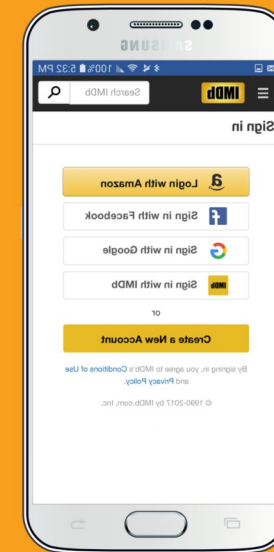 SAMSUNG
100% 5:32 PM
IMDb Search IMDb
Sign in
a Login with Amazon
f Sign in with Facebook
G Sign in with Google
IMDb Sign in with IMDb
or
Create a New Account
By signing in, you agree to IMDb's Conditions of Use
and Privacy Policy.
© 1990-2017 by IMDb.com, Inc.